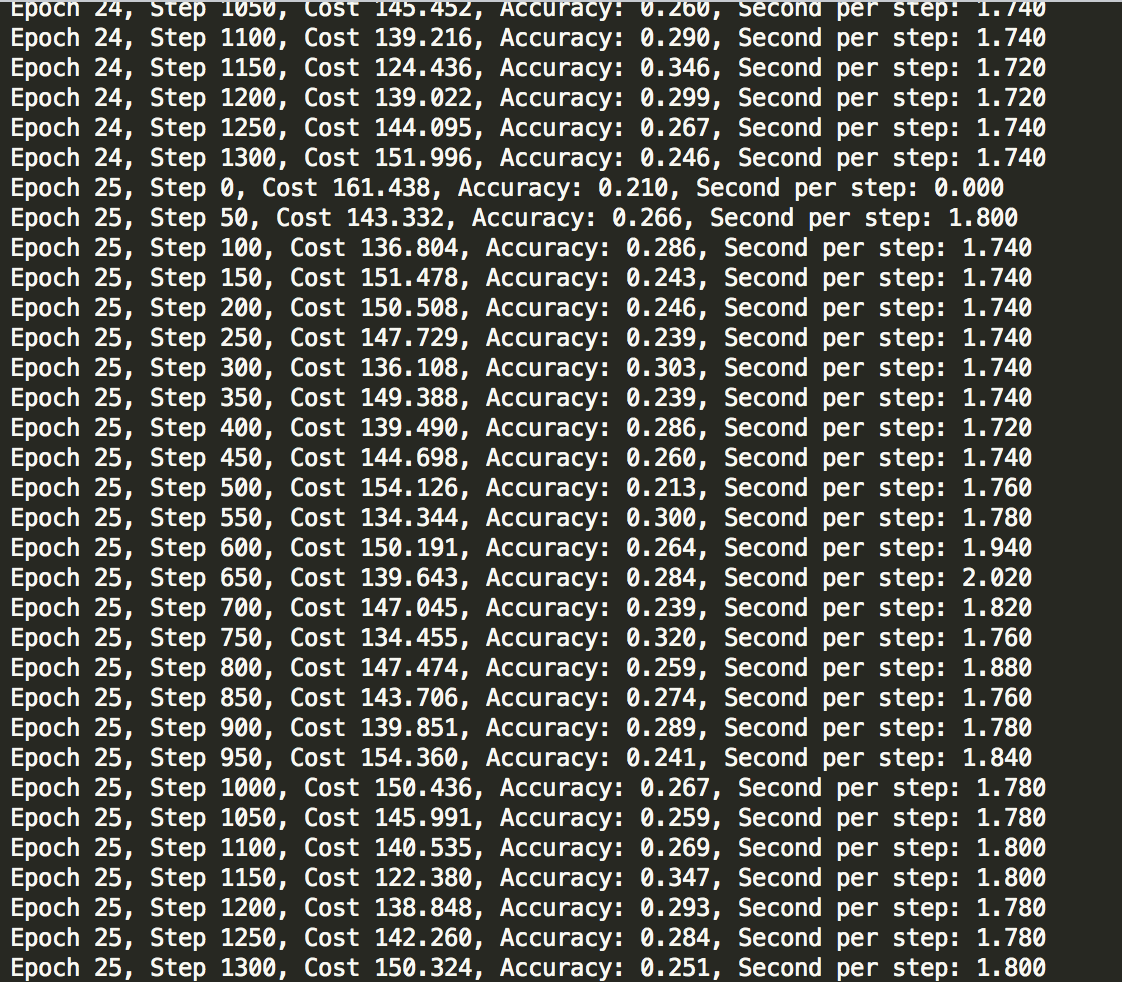 Epoch 24, Step 1050, Cost 145.452, Accuracy: 0.260, Second per step: 1.740
Epoch 24, Step 1100, Cost 139.216, Accuracy: 0.290, Second per step: 1.740
Epoch 24, Step 1150, Cost 124.436, Accuracy: 0.346, Second per step: 1.720
Epoch 24, Step 1200, Cost 139.022, Accuracy: 0.299, Second per step: 1.720
Epoch 24, Step 1250, Cost 144.095, Accuracy: 0.267, Second per step: 1.740
Epoch 24, Step 1300, Cost 151.996, Accuracy: 0.246, Second per step: 1.740
Epoch 25, Step 0, Cost 161.438, Accuracy: 0.210, Second per step: 0.000
Epoch 25, Step 50, Cost 143.332, Accuracy: 0.266, Second per step: 1.800
Epoch 25, Step 100, Cost 136.804, Accuracy: 0.286, Second per step: 1.740
Epoch 25, Step 150, Cost 151.478, Accuracy: 0.243, Second per step: 1.740
Epoch 25, Step 200, Cost 150.508, Accuracy: 0.246, Second per step: 1.740
Epoch 25, Step 250, Cost 147.729, Accuracy: 0.239, Second per step: 1.740
Epoch 25, Step 300, Cost 136.108, Accuracy: 0.303, Second per step: 1.740
Epoch 25, Step 350, Cost 149.388, Accuracy: 0.239, Second per step: 1.740
Epoch 25, Step 400, Cost 139.490, Accuracy: 0.286, Second per step: 1.720
Epoch 25, Step 450, Cost 144.698, Accuracy: 0.260, Second per step: 1.740
Epoch 25, Step 500, Cost 154.126, Accuracy: 0.213, Second per step: 1.760
Epoch 25, Step 550, Cost 134.344, Accuracy: 0.300, Second per step: 1.780
Epoch 25, Step 600, Cost 150.191, Accuracy: 0.264, Second per step: 1.940
Epoch 25, Step 650, Cost 139.643, Accuracy: 0.284, Second per step: 2.020
Epoch 25, Step 700, Cost 147.045, Accuracy: 0.239, Second per step: 1.820
Epoch 25, Step 750, Cost 134.455, Accuracy: 0.320, Second per step: 1.760
Epoch 25, Step 800, Cost 147.474, Accuracy: 0.259, Second per step: 1.880
Epoch 25, Step 850, Cost 143.706, Accuracy: 0.274, Second per step: 1.760
Epoch 25, Step 900, Cost 139.851, Accuracy: 0.289, Second per step: 1.780
Epoch 25, Step 950, Cost 154.360, Accuracy: 0.241, Second per step: 1.840
Epoch 25, Step 1000, Cost 150.436, Accuracy: 0.267, Second per step: 1.780
Epoch 25, Step 1050, Cost 145.991, Accuracy: 0.259, Second per step: 1.780
Epoch 25, Step 1100, Cost 140.535, Accuracy: 0.269, Second per step: 1.800
Epoch 25, Step 1150, Cost 122.380, Accuracy: 0.347, Second per step: 1.800
Epoch 25, Step 1200, Cost 138.848, Accuracy: 0.293, Second per step: 1.780
Epoch 25, Step 1250, Cost 142.260, Accuracy: 0.284, Second per step: 1.780
Epoch 25, Step 1300, Cost 150.324, Accuracy: 0.251, Second per step: 1.800